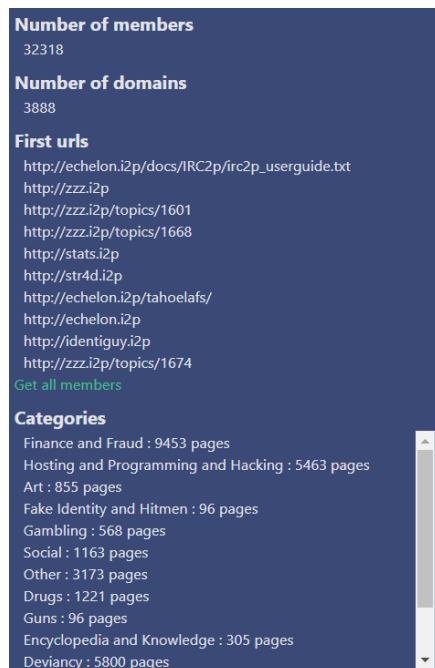 Number of members
32318
Number of domains
3888
First urls
http://echelon.i2p/docs/IRC2p/irc2p_userguide.txt
http://zzz.i2p
http://zzz.i2p/topics/1601
http://zzz.i2p/topics/1668
http://stats.i2p
http://str4d.i2p
http://echelon.i2p/tahoelafs/
http://echelon.i2p
http://identiguy.i2p
http://zzz.i2p/topics/1674
Get all members
Categories
Finance and Fraud : 9453 pages
Hosting and Programming and Hacking : 5463 pages
Art : 855 pages
Fake Identity and Hitmen : 96 pages
Gambling : 568 pages
Social : 1163 pages
Other : 3173 pages
Drugs : 1221 pages
Guns : 96 pages
Encyclopedia and Knowledge : 305 pages
Deviancy : 5800 pages